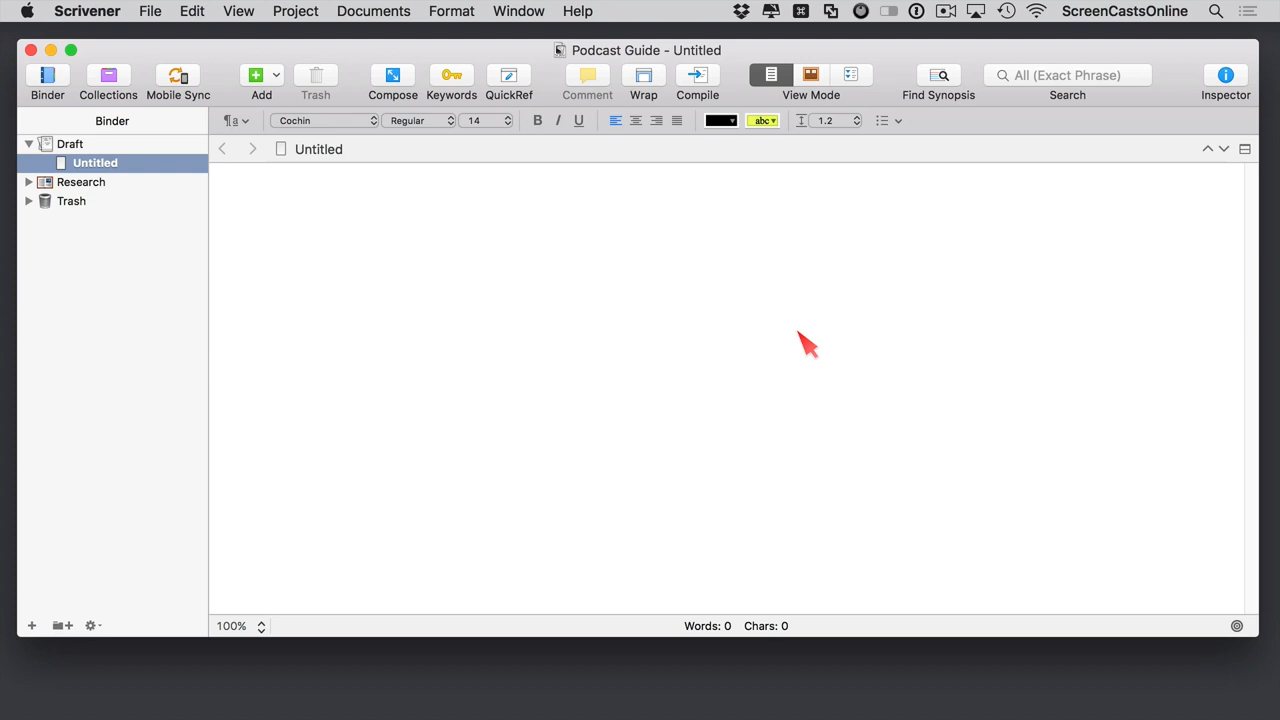 Scrivener File Edit View Project Documents Format Window Help ScreenCastsOnline
Podcast Guide - Untitled
Binder Collections Mobile Sync Add Trash Compose Keywords QuickRef Comment Wrap Compile View Mode Find Synopsis All (Exact Phrase) Search Inspector
Binder
a Cochin Regular 14 B I U abc 1.2
Draft
Untitled
Research
Trash
Untitled
100% Words: 0 Chars: 0